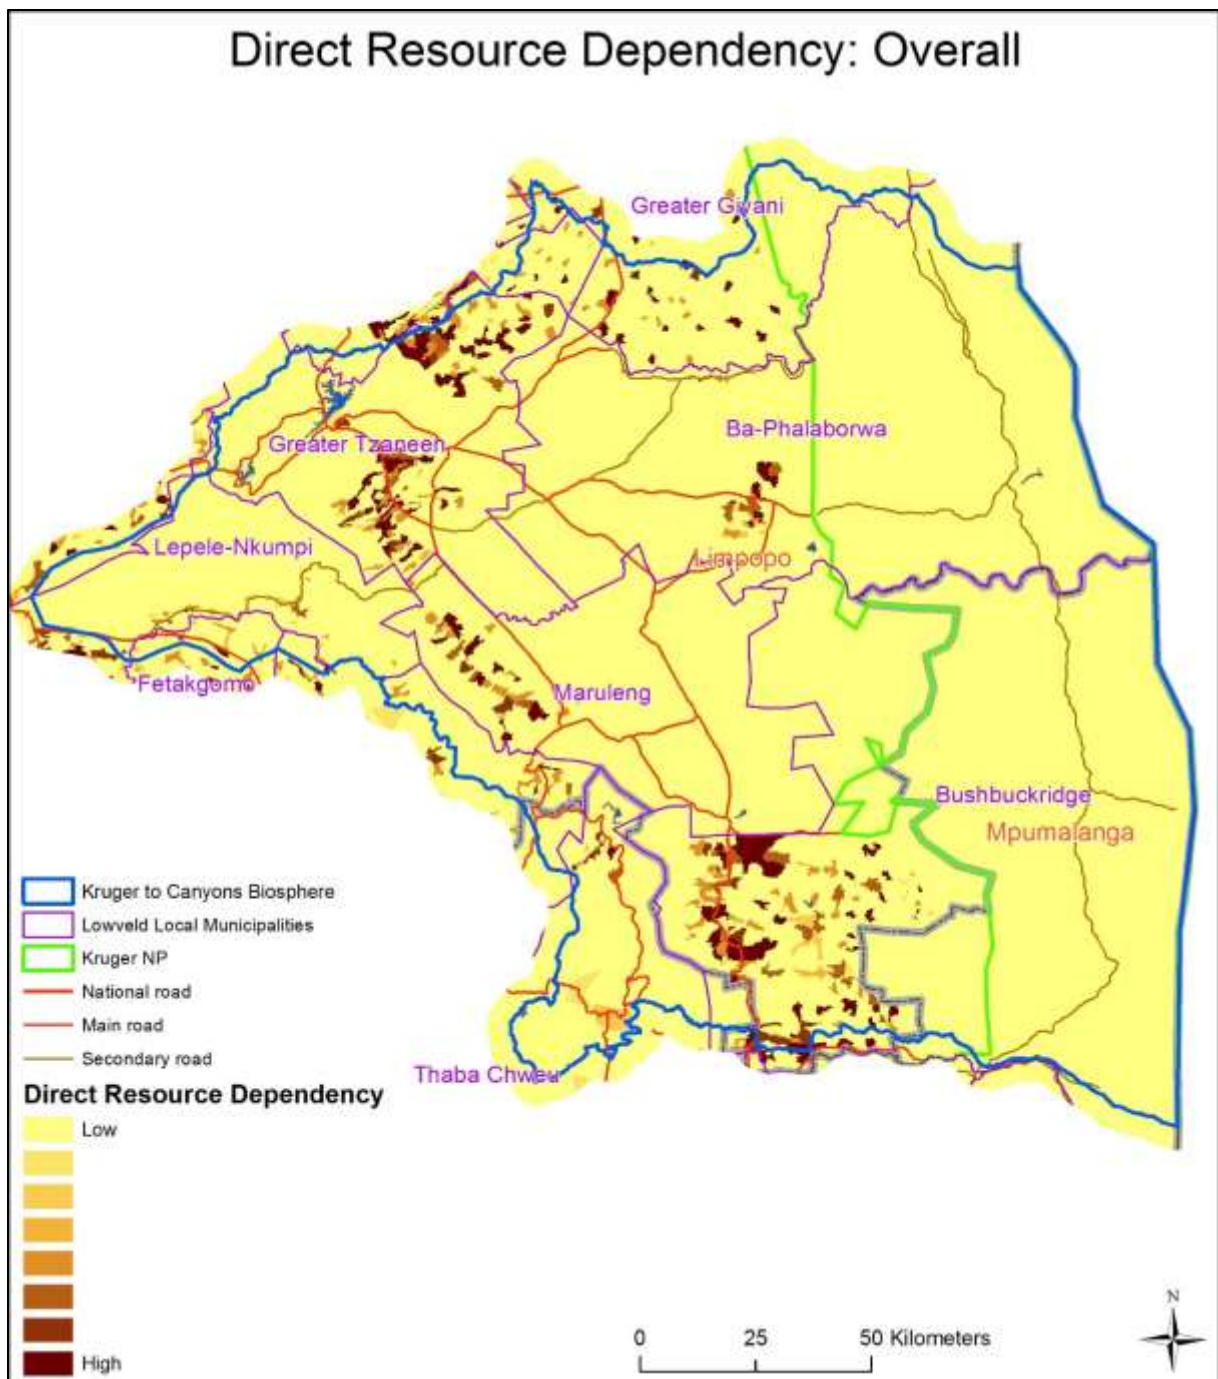 Direct Resource Dependency: Overall
Greater Giyani
Ba-Phalaborwa
Greater Tzaneen
Lepele-Nkumpi
Limpopo
Fetakgomo
Maruleng
Bushbuckridge
Mpumalanga
Thaba Chweu
Kruger to Canyons Biosphere
Lowveld Local Municipalities
Kruger NP
National road
Main road
Secondary road
Direct Resource Dependency
Low
High
0 25 50 Kilometers
N